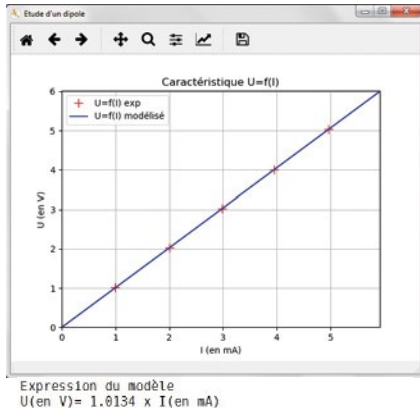 Etude d'un dipole
Caractéristique U=f(I)
6
U=f(I) exp
U=f(I) modélisé
5
4
3
2
1
0
U (en V)
0 1 2 3 4 5
I (en mA)
Expression du modèle
U(en V)= 1.0134 x I(en mA)